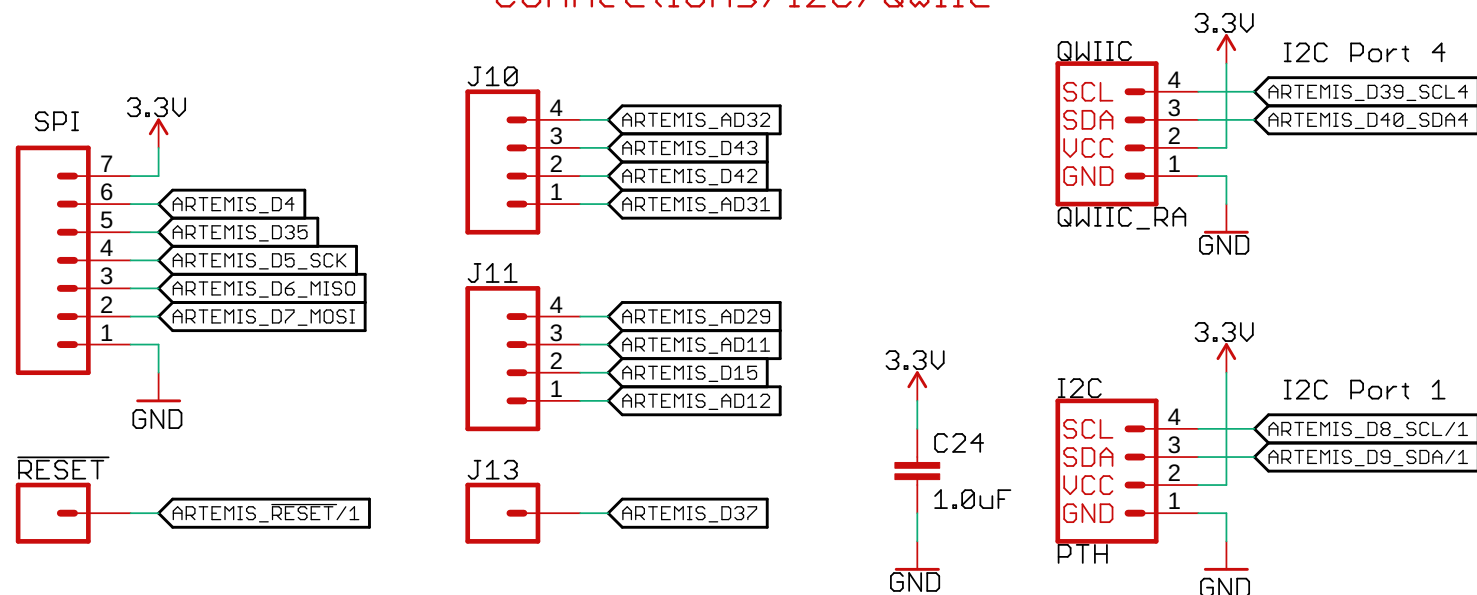 CONNECTIONS/I2C/QWIIC
SPI
3.3V
7
6
ARTEMIS_D4
5
ARTEMIS_D35
4
ARTEMIS_D5_SCK
3
ARTEMIS_D6_MISO
2
ARTEMIS_D7_MOSI
1
GND
RESET
ARTEMIS_RESET/1
J10
4
ARTEMIS_AD32
3
ARTEMIS_D43
2
ARTEMIS_D42
1
ARTEMIS_AD31
J11
4
ARTEMIS_AD29
3
ARTEMIS_AD11
2
ARTEMIS_D15
1
ARTEMIS_AD12
J13
ARTEMIS_D37
3.3V
C24
1.0uF
GND
QWIIC
3.3V
I2C Port 4
SCL 4
ARTEMIS_D39_SCL4
SDA 3
ARTEMIS_D40_SDA4
VCC 2
GND 1
QWIIC_RA
GND
I2C
3.3V
I2C Port 1
SCL 4
ARTEMIS_D8_SCL/1
SDA 3
ARTEMIS_D9_SDA/1
VCC 2
GND 1
PTH
GND